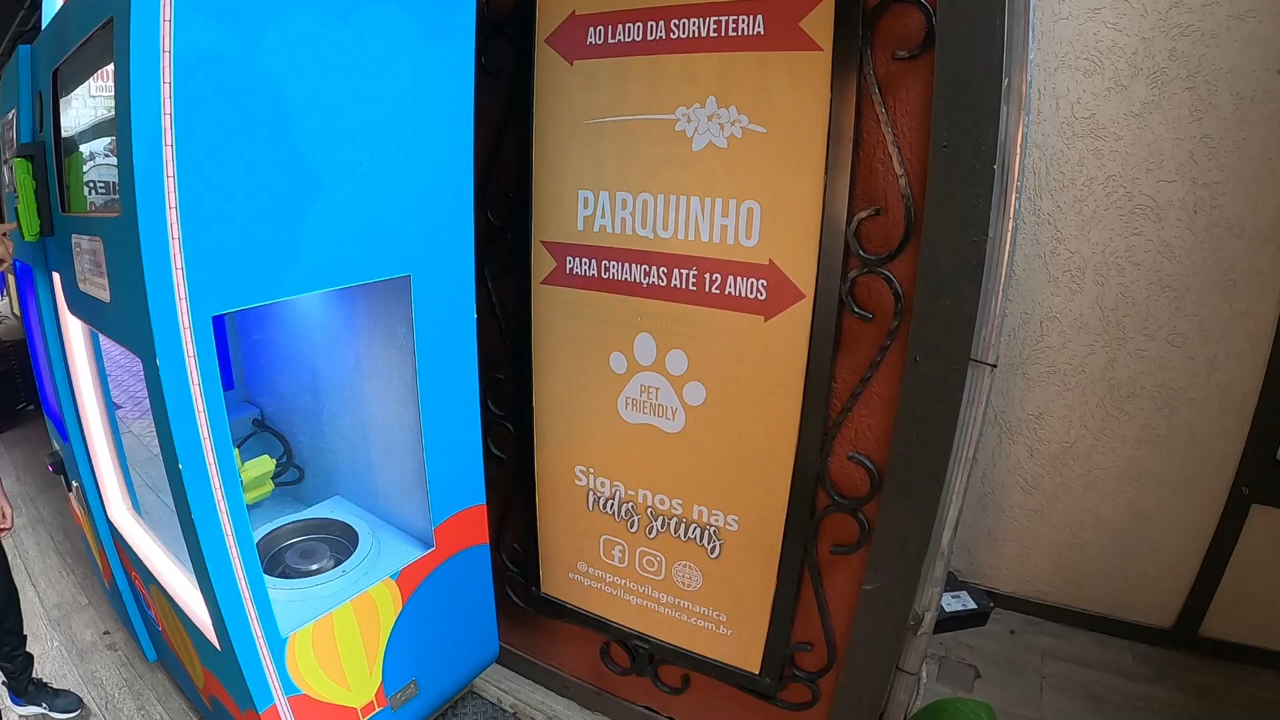 AO LADO DA SORVETERIA
PARQUINHO
PARA CRIANÇAS ATÉ 12 ANOS
PET
FRIENDLY
Siga-nos nas
redes sociais
www
@emporiovilagermanica
emporiovilagermanica.com.br